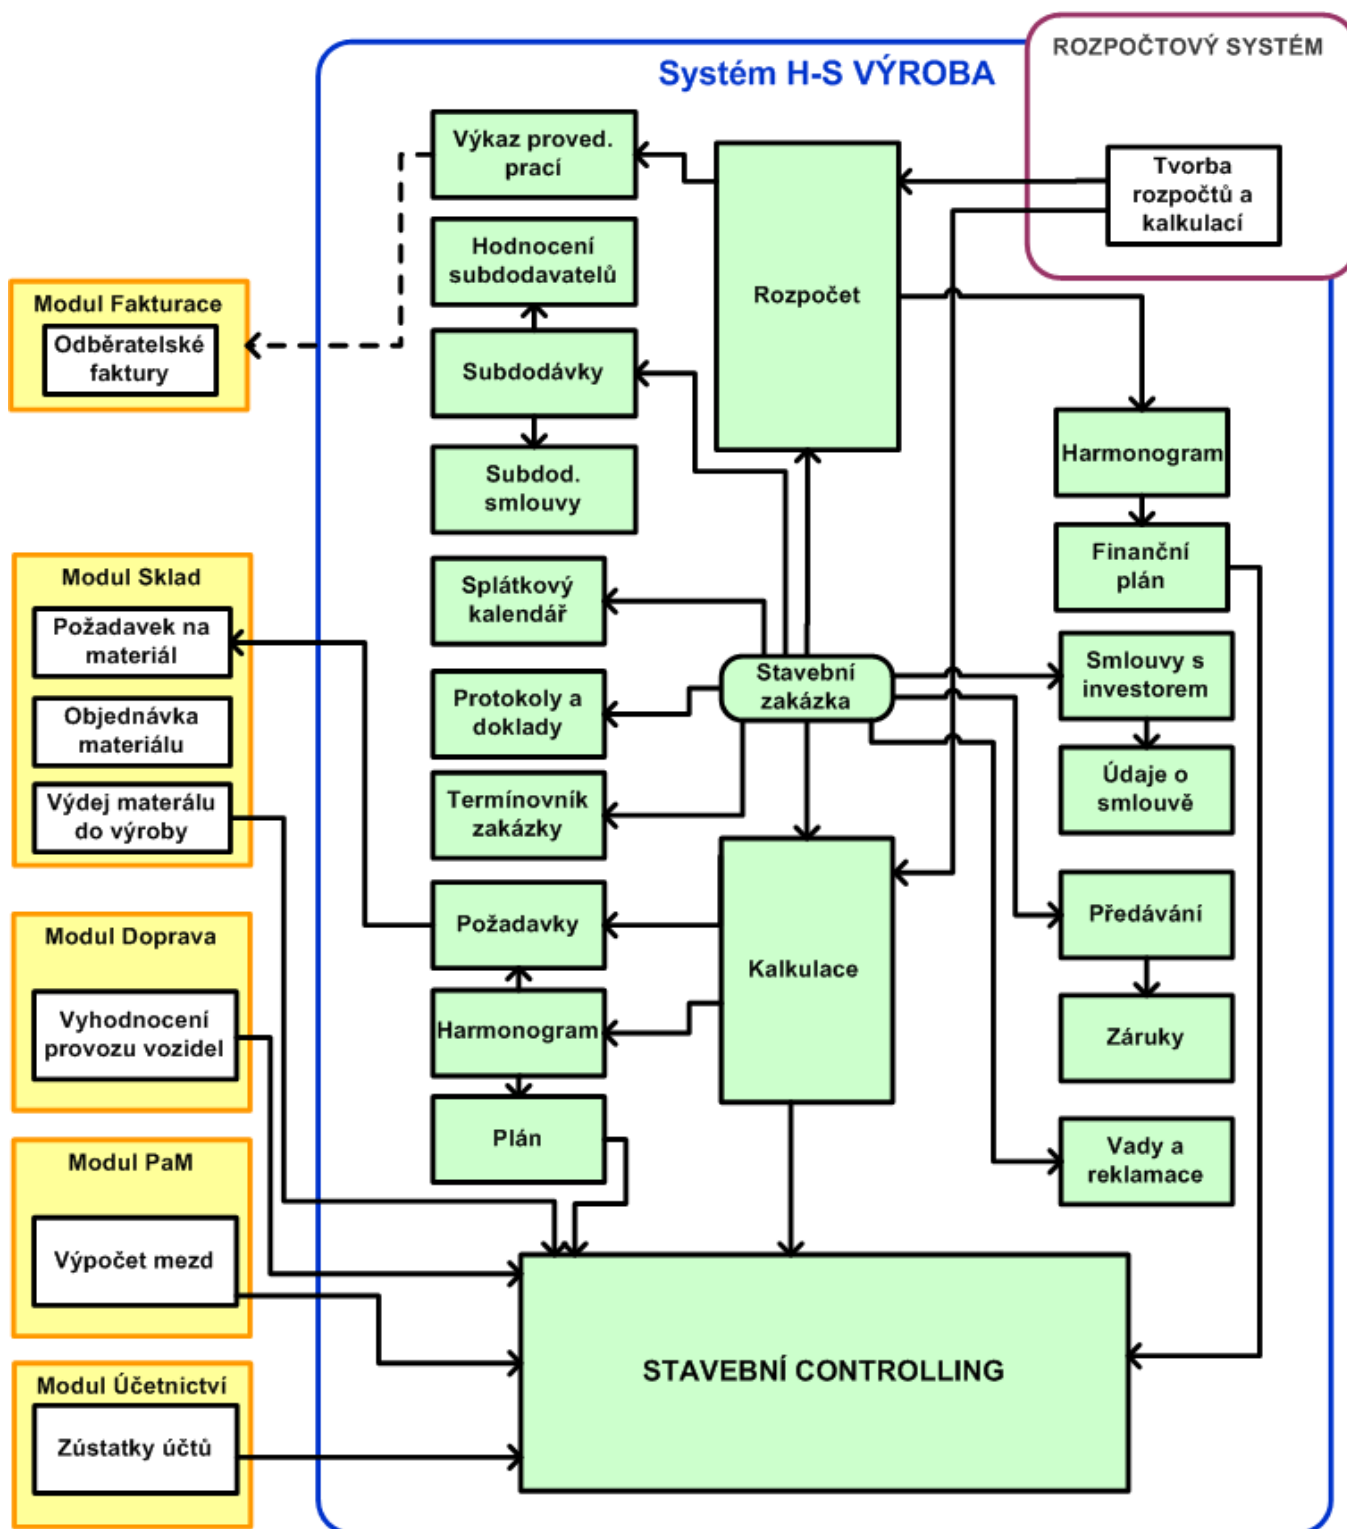 ROZPOČTOVÝ SYSTÉM
Systém H-S VÝROBA
Tvorba
rozpočtů a
kalkulací
Výkaz proved.
prací
Hodnocení
subdodavatelů
Rozpočet
Modul Fakturace
Odběratelské
faktury
Subdodávky
Subdod.
smlouvy
Harmonogram
Finanční
plán
Modul Sklad
Požadavek na
materiál
Objednávka
materiálu
Výdej materálu
do výroby
Splátkový
kalendář
Protokoly a
doklady
Termínovník
zakázky
Stavební
zakázka
Smlouvy s
investorem
Údaje o
smlouvě
Modul Doprava
Vyhodnocení
provozu vozidel
Požadavky
Harmonogram
Plán
Kalkulace
Předávání
Záruky
Vady a
reklamace
Modul PaM
Výpočet mezd
Modul Účetnictví
Zústatky účtů
STAVEBNÍ CONTROLLING